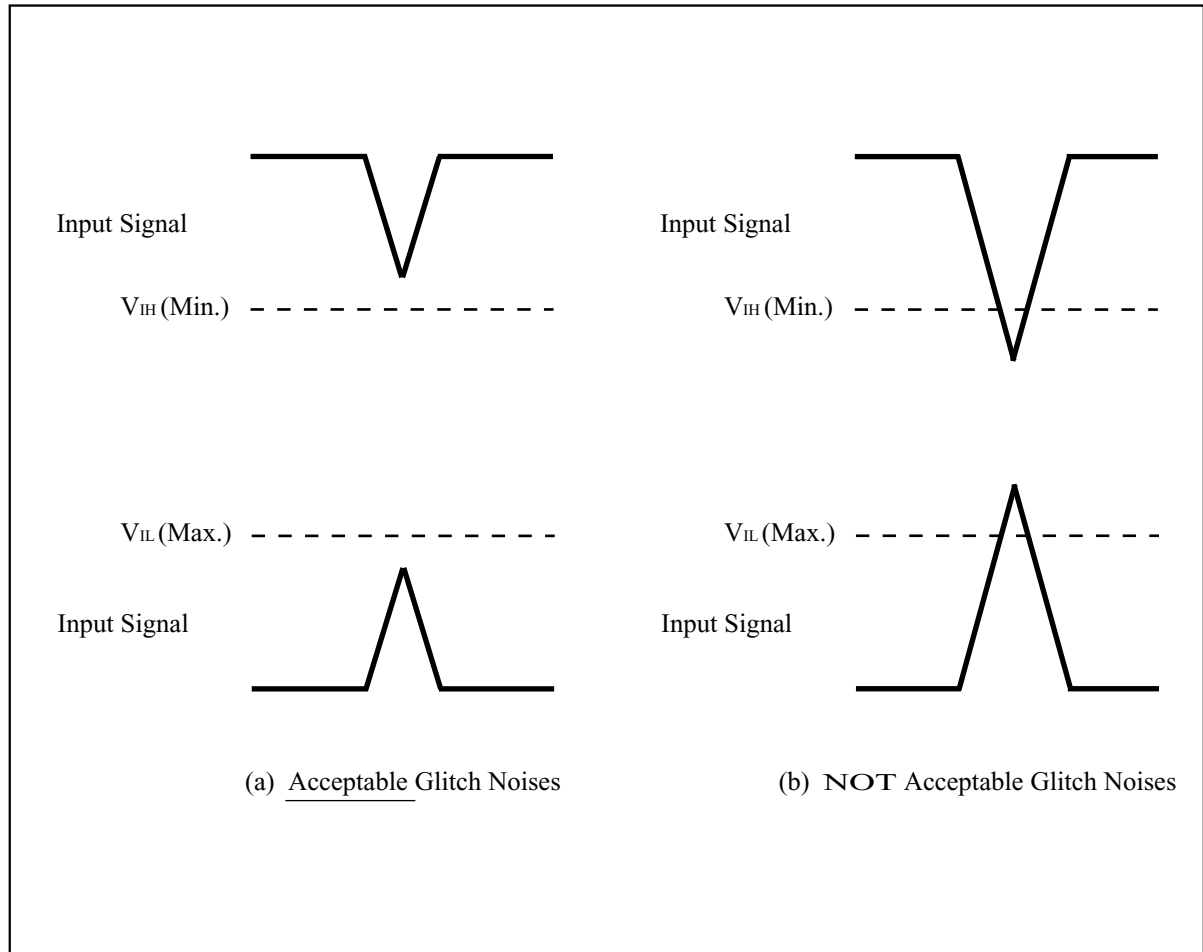 Input Signal
VIH (Min.)
VIL (Max.)
Input Signal
(a) Acceptable Glitch Noises
Input Signal
VIH (Min.)
VIL (Max.)
Input Signal
(b) NOT Acceptable Glitch Noises